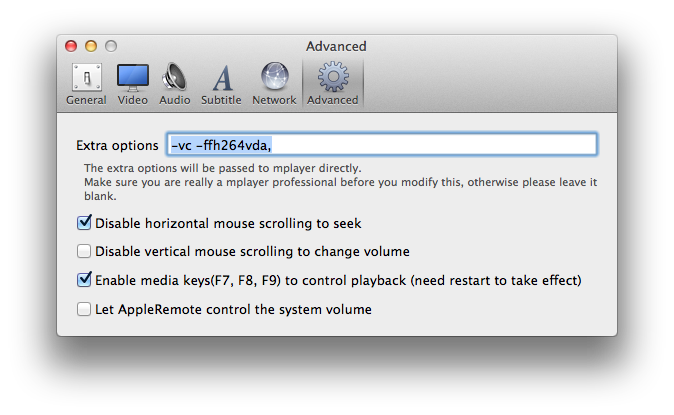 Advanced
General Video Audio Subtitle Network Advanced
Extra options -vc -ffh264vda,
The extra options will be passed to mplayer directly.
Make sure you are really a mplayer professional before you modify this, otherwise please leave it
blank.
Disable horizontal mouse scrolling to seek
Disable vertical mouse scrolling to change volume
Enable media keys(F7, F8, F9) to control playback (need restart to take effect)
Let AppleRemote control the system volume